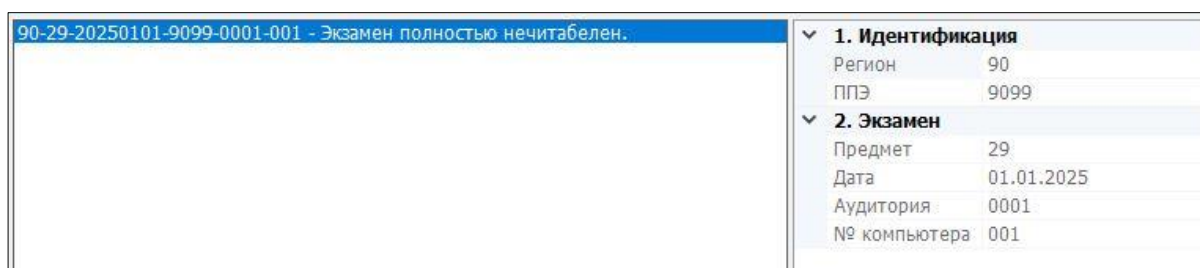 90-29-20250101-9099-0001-001 - Экзамен полностью нечитабелен.
1. Идентификация
Регион 90
ППЭ 9099
2. Экзамен
Предмет 29
Дата 01.01.2025
Аудитория 0001
№ компьютера 001